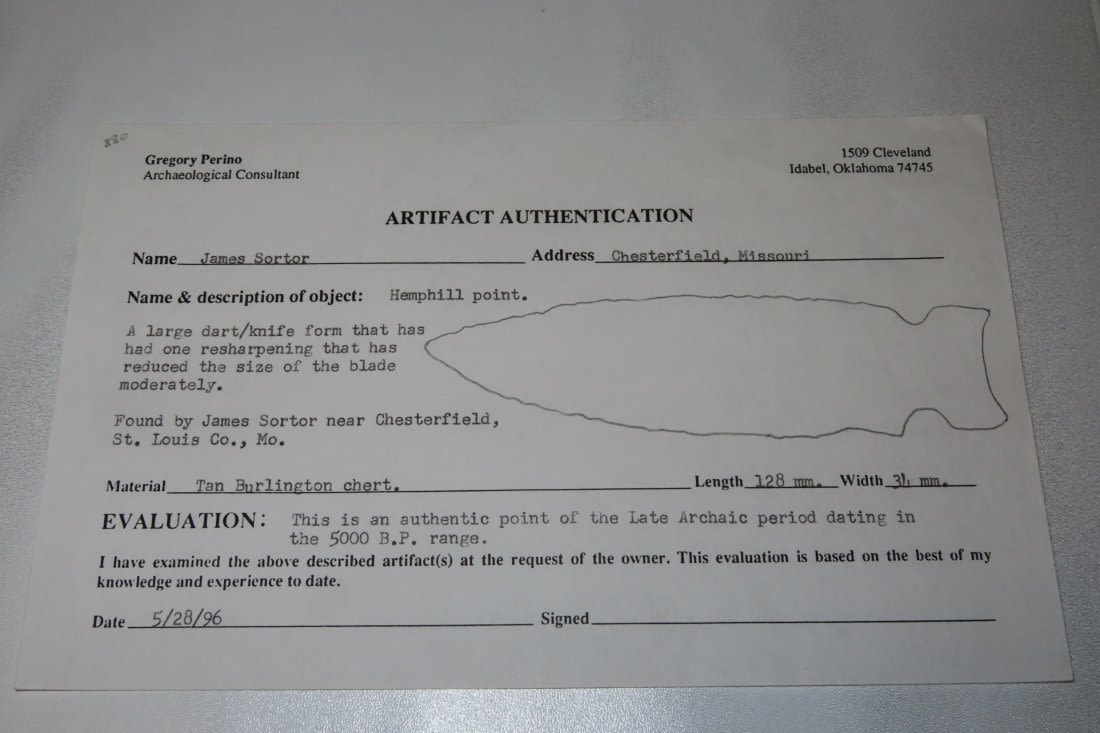 880
Gregory Perino
Archaeological Consultant
1509 Cleveland
Idabel, Oklahoma 74745
ARTIFACT AUTHENTICATION
Name James Sortor Address Chesterfield, Missouri
Name & description of object: Hemphill point.
A large dart/knife form that has
had one resharpening that has
reduced the size of the blade
moderately.
Found by James Sortor near Chesterfield,
St. Louis Co., Mo.
Material Tan Burlington chert. Length 128 mm. Width mm.
EVALUATION: This is an authentic point of the Late Archaic period dating in
the 5000 B.P. range.
I have examined the above described artifact(s) at the request of the owner. This evaluation is based on the best of my
knowledge and experience to date.
Date 5/28/96 Signed